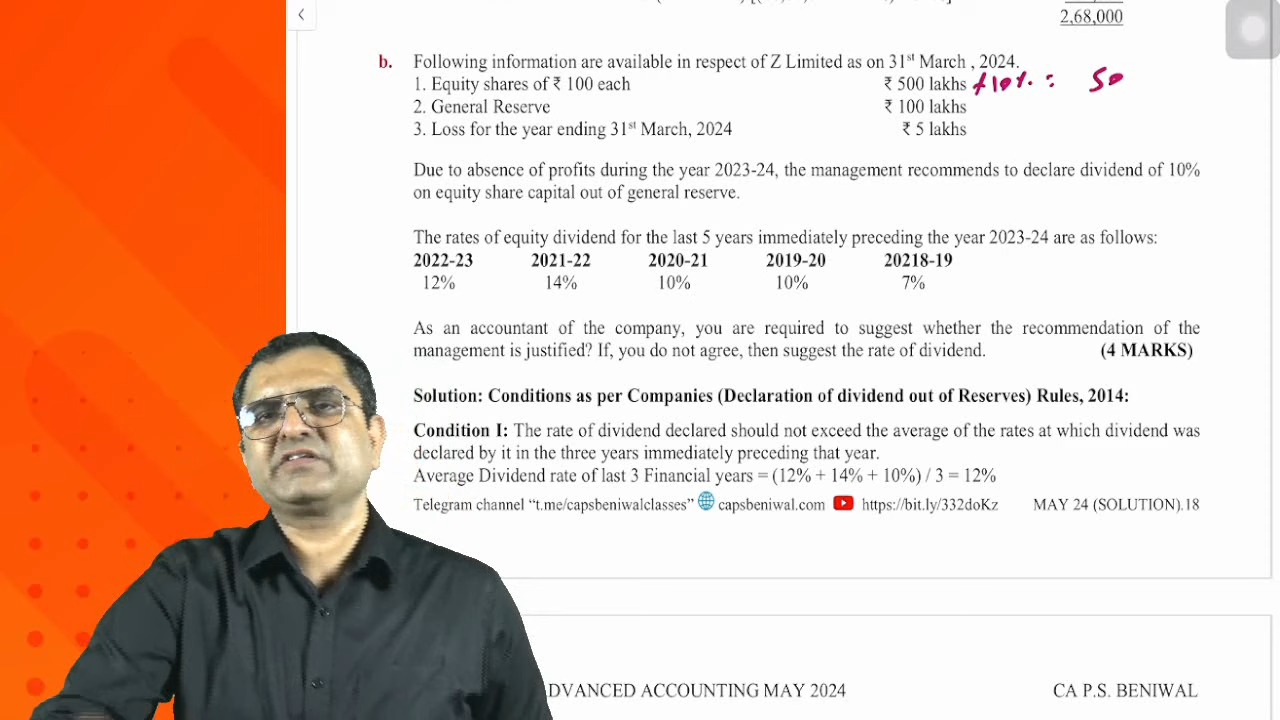 2,68,000
b. Following information are available in respect of Z Limited as on 31st March , 2024.
1. Equity shares of ₹ 100 each ₹ 500 lakhs × 10% = 50
2. General Reserve ₹ 100 lakhs
3. Loss for the year ending 31st March, 2024 ₹ 5 lakhs
Due to absence of profits during the year 2023-24, the management recommends to declare dividend of 10%
on equity share capital out of general reserve.
The rates of equity dividend for the last 5 years immediately preceding the year 2023-24 are as follows:
2022-23 2021-22 2020-21 2019-20 20218-19
12% 14% 10% 10% 7%
As an accountant of the company, you are required to suggest whether the recommendation of the
management is justified? If, you do not agree, then suggest the rate of dividend. (4 MARKS)
Solution: Conditions as per Companies (Declaration of dividend out of Reserves) Rules, 2014:
Condition I: The rate of dividend declared should not exceed the average of the rates at which dividend was
declared by it in the three years immediately preceding that year.
Average Dividend rate of last 3 Financial years = (12% + 14% + 10%) / 3 = 12%
Telegram channel “t.me/capsbeniwalclasses” capsbeniwal.com https://bit.ly/332doKz MAY 24 (SOLUTION).18
DVANCED ACCOUNTING MAY 2024 CA P.S. BENIWAL